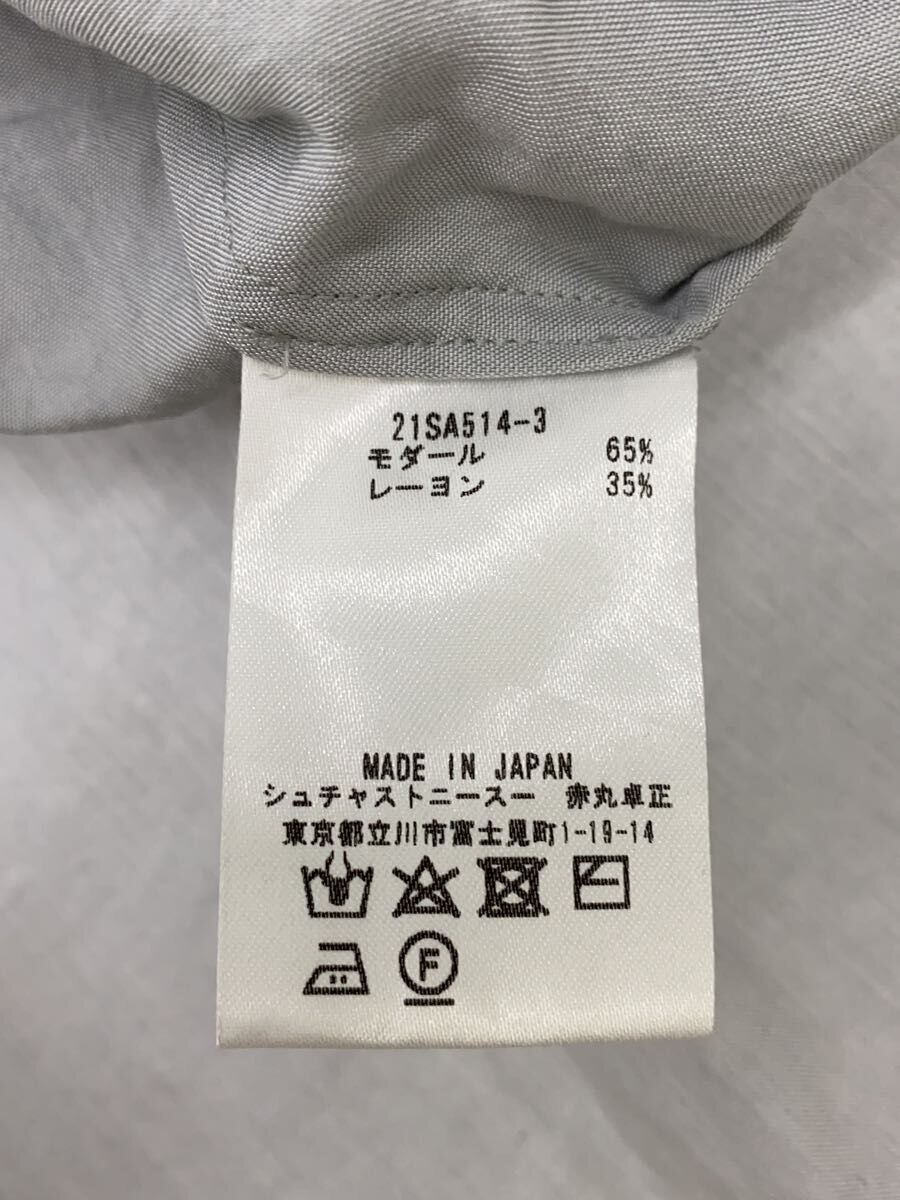 21SA514-3
モダール 65%
レーヨン 35%
MADE IN JAPAN
シュチャストニースー 赤丸卓正
東京都立川市富士見町1-19-14
F